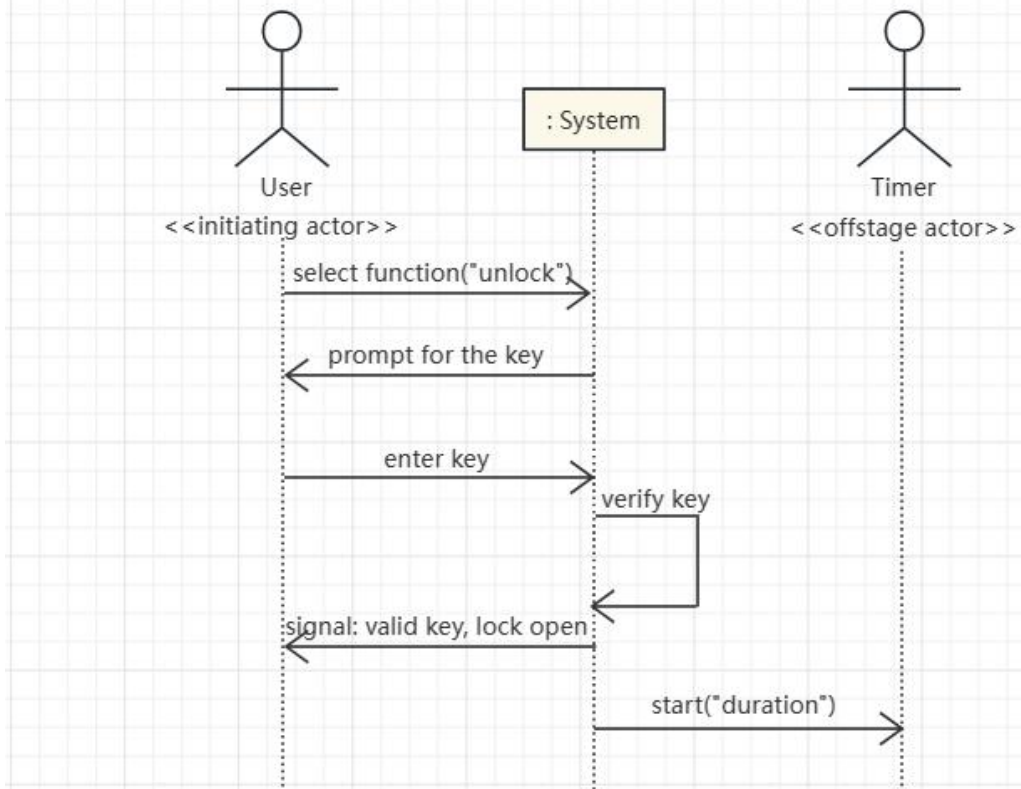 : System
User
Timer
<<initiating actor>>
<<offstage actor>>
select function("unlock")
prompt for the key
enter key
verify key
signal: valid key, lock open
start("duration")